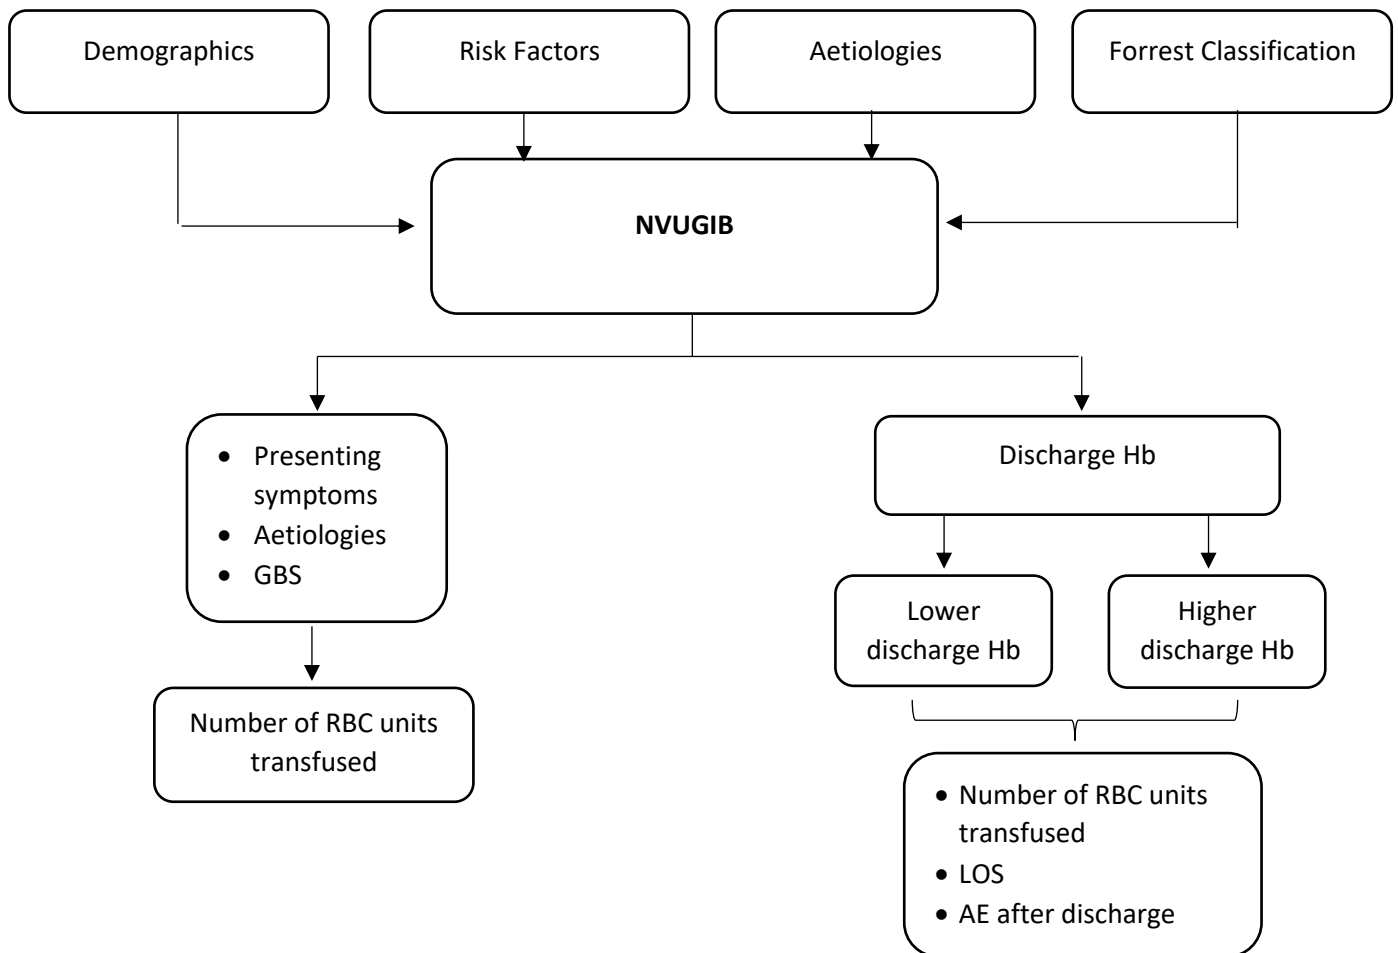 Demographics
Risk Factors
Aetiologies
Forrest Classification
NVUGIB
• Presenting
symptoms
• Aetiologies
• GBS
Number of RBC units
transfused
Discharge Hb
Lower
discharge Hb
Higher
discharge Hb
• Number of RBC units
transfused
• LOS
• AE after discharge